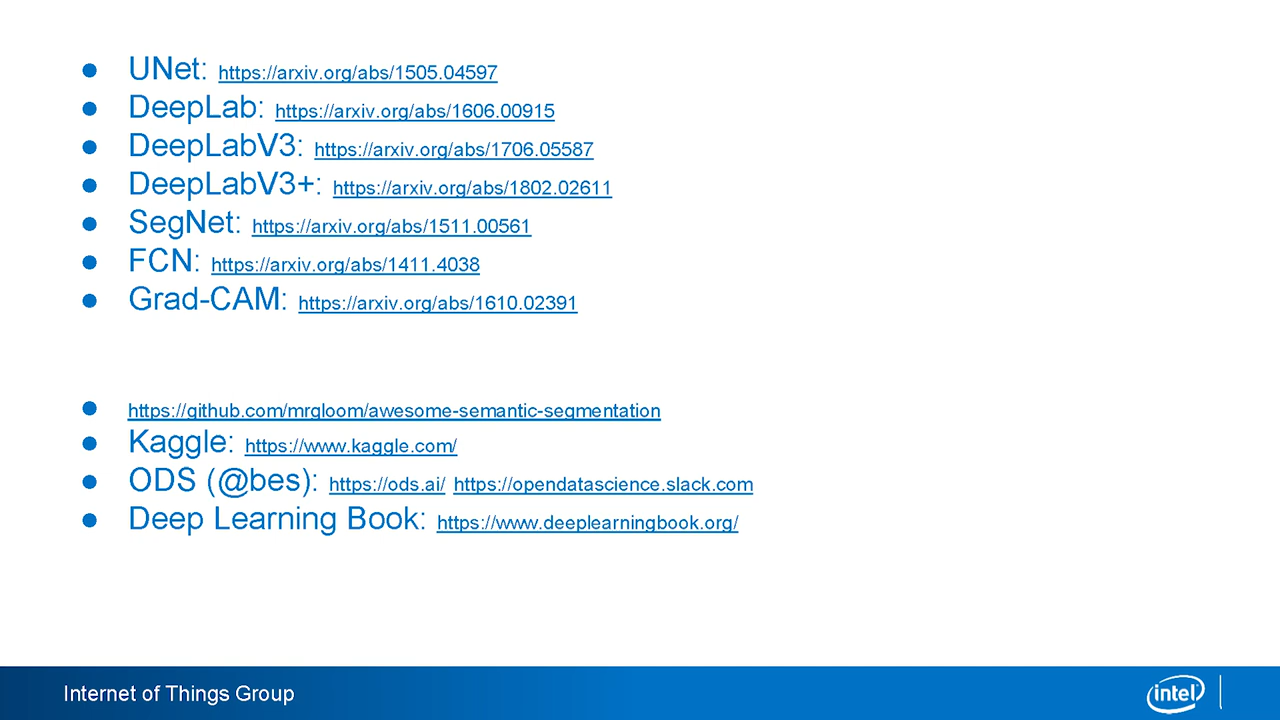 ● UNet: https://arxiv.org/abs/1505.04597
● DeepLab: https://arxiv.org/abs/1606.00915
● DeepLabV3: https://arxiv.org/abs/1706.05587
● DeepLabV3+: https://arxiv.org/abs/1802.02611
● SegNet: https://arxiv.org/abs/1511.00561
● FCN: https://arxiv.org/abs/1411.4038
● Grad-CAM: https://arxiv.org/abs/1610.02391
● https://github.com/mrgloom/awesome-semantic-segmentation
● Kaggle: https://www.kaggle.com/
● ODS (@bes): https://ods.ai/ https://opendatascience.slack.com
● Deep Learning Book: https://www.deeplearningbook.org/
Internet of Things Group
intel